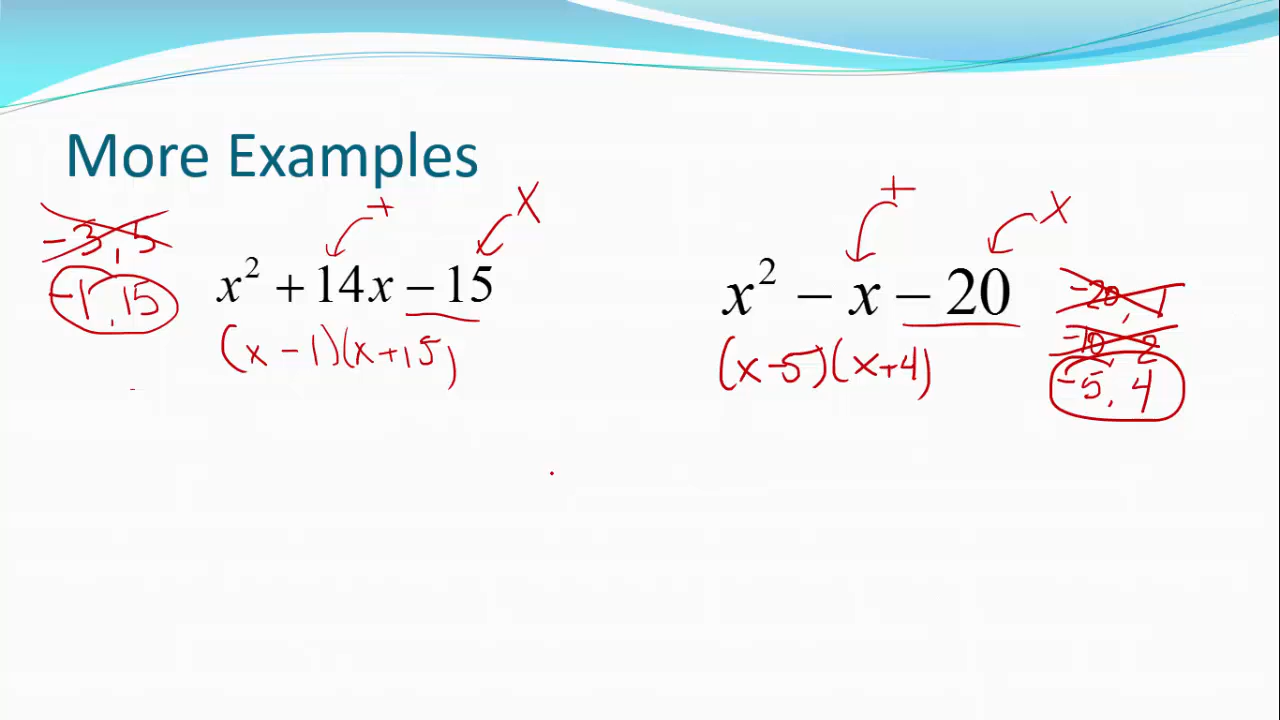 More Examples
+
X
-3, 5
x² + 14x − 15
-1, 15
(x - 1)(x + 15)
+
X
x² − x − 20
-20, 1
-10, 2
(x-5)(x+4)
-5, 4